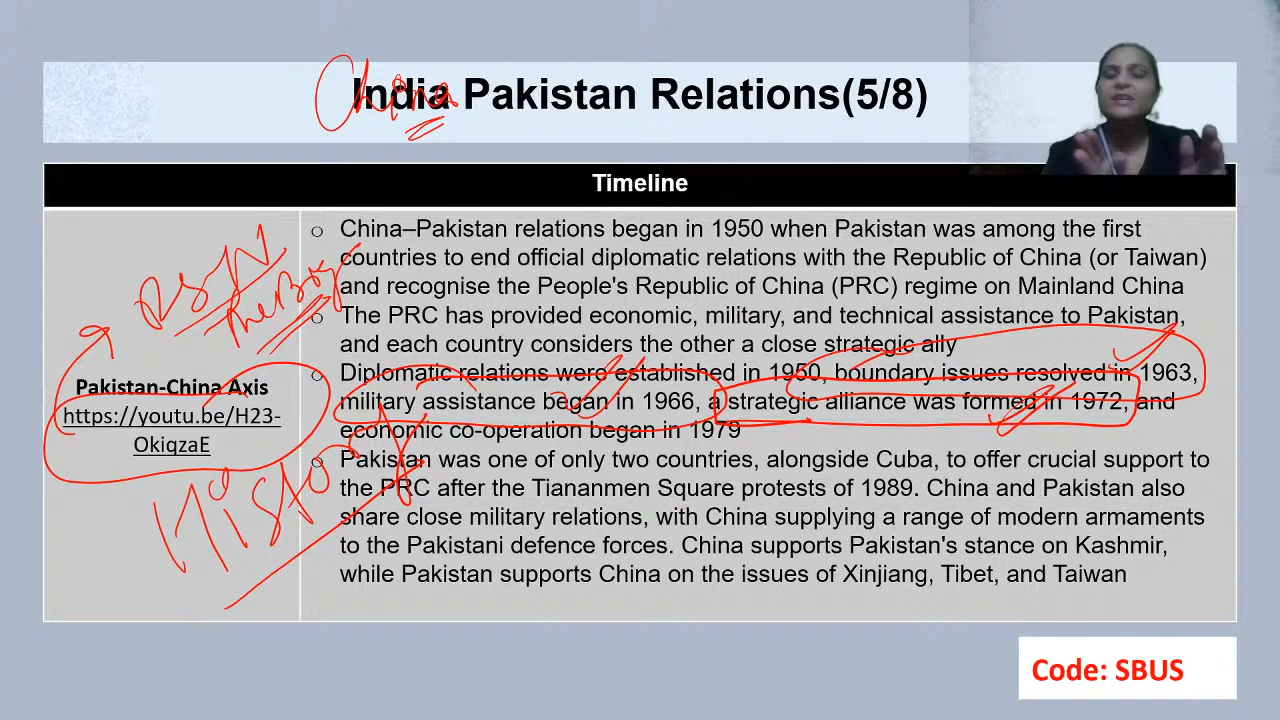 India Pakistan Relations(5/8)
China
Timeline
Pakistan-China Axis
https://youtu.be/H23-
OkiqzaE
History
○ China–Pakistan relations began in 1950 when Pakistan was among the first
countries to end official diplomatic relations with the Republic of China (or Taiwan)
and recognise the People's Republic of China (PRC) regime on Mainland China
○ The PRC has provided economic, military, and technical assistance to Pakistan,
and each country considers the other a close strategic ally
○ Diplomatic relations were established in 1950, boundary issues resolved in 1963,
military assistance began in 1966, a strategic alliance was formed in 1972, and
economic co-operation began in 1979
○ Pakistan was one of only two countries, alongside Cuba, to offer crucial support to
the PRC after the Tiananmen Square protests of 1989. China and Pakistan also
share close military relations, with China supplying a range of modern armaments
to the Pakistani defence forces. China supports Pakistan's stance on Kashmir,
while Pakistan supports China on the issues of Xinjiang, Tibet, and Taiwan
Code: SBUS